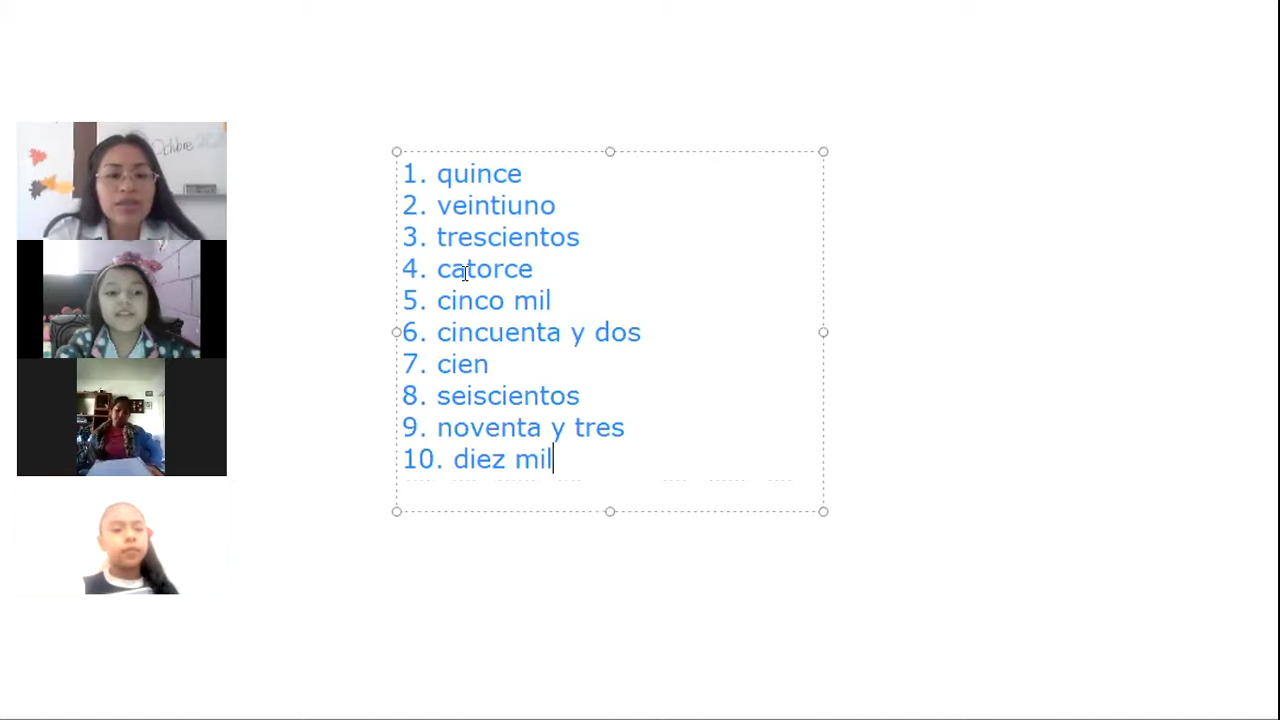 Octubre
1. quince
2. veintiuno
3. trescientos
4. catorce
5. cinco mil
6. cincuenta y dos
7. cien
8. seiscientos
9. noventa y tres
10. diez mil